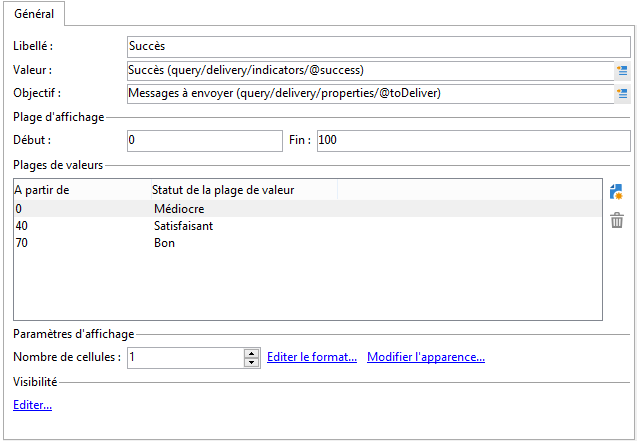 Général
Libellé : Succès
Valeur : Succès (query/delivery/indicators/@success)
Objectif : Messages à envoyer (query/delivery/properties/@toDeliver)
Plage d'affichage
Début : 0 Fin : 100
Plages de valeurs
A partir de Statut de la plage de valeur
0 Médiocre
40 Satisfaisant
70 Bon
Paramètres d'affichage
Nombre de cellules : 1 Editer le format... Modifier l'apparence...
Visibilité
Editer...